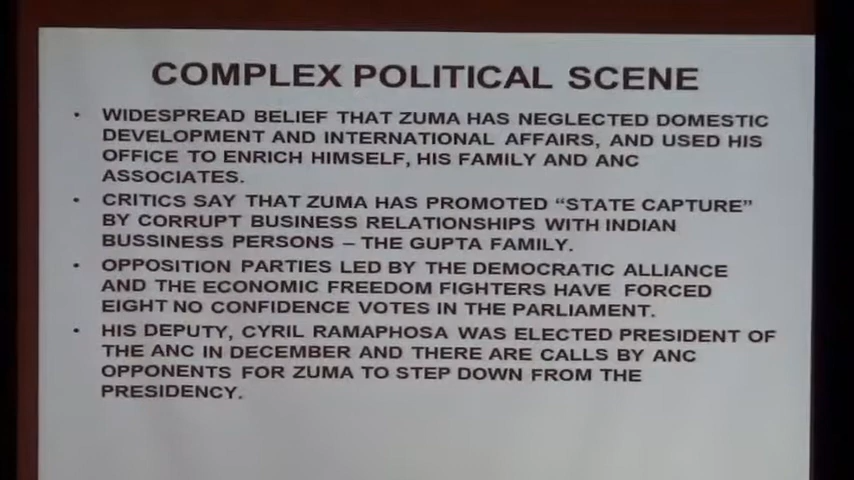 COMPLEX POLITICAL SCENE
• WIDESPREAD BELIEF THAT ZUMA HAS NEGLECTED DOMESTIC
DEVELOPMENT AND INTERNATIONAL AFFAIRS, AND USED HIS
OFFICE TO ENRICH HIMSELF, HIS FAMILY AND ANC
ASSOCIATES.
• CRITICS SAY THAT ZUMA HAS PROMOTED “STATE CAPTURE”
BY CORRUPT BUSINESS RELATIONSHIPS WITH INDIAN
BUSSINESS PERSONS – THE GUPTA FAMILY.
• OPPOSITION PARTIES LED BY THE DEMOCRATIC ALLIANCE
AND THE ECONOMIC FREEDOM FIGHTERS HAVE FORCED
EIGHT NO CONFIDENCE VOTES IN THE PARLIAMENT.
• HIS DEPUTY, CYRIL RAMAPHOSA WAS ELECTED PRESIDENT OF
THE ANC IN DECEMBER AND THERE ARE CALLS BY ANC
OPPONENTS FOR ZUMA TO STEP DOWN FROM THE
PRESIDENCY.